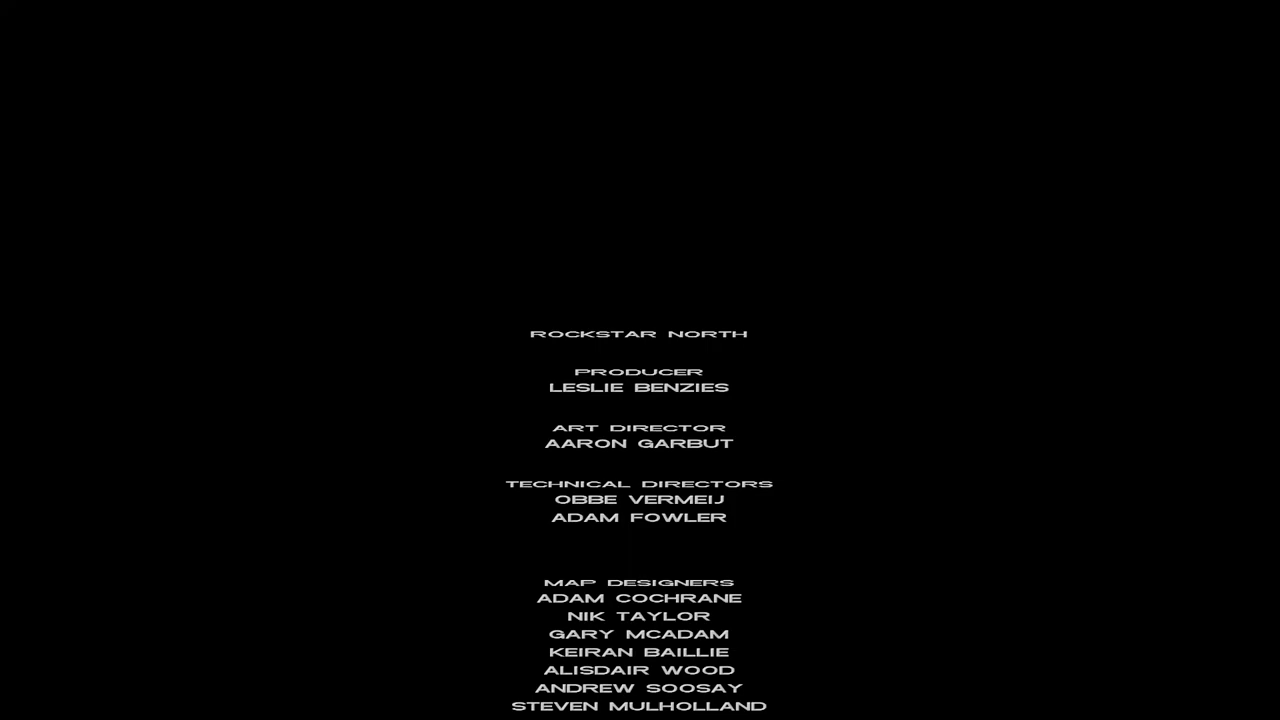 ROCKSTAR NORTH
PRODUCER
LESLIE BENZIES
ART DIRECTOR
AARON GARBUT
TECHNICAL DIRECTORS
OBBE VERMEIJ
ADAM FOWLER
MAP DESIGNERS
ADAM COCHRANE
NIK TAYLOR
GARY MCADAM
KEIRAN BAILLIE
ALISDAIR WOOD
ANDREW SOOSAY
STEVEN MULHOLLAND